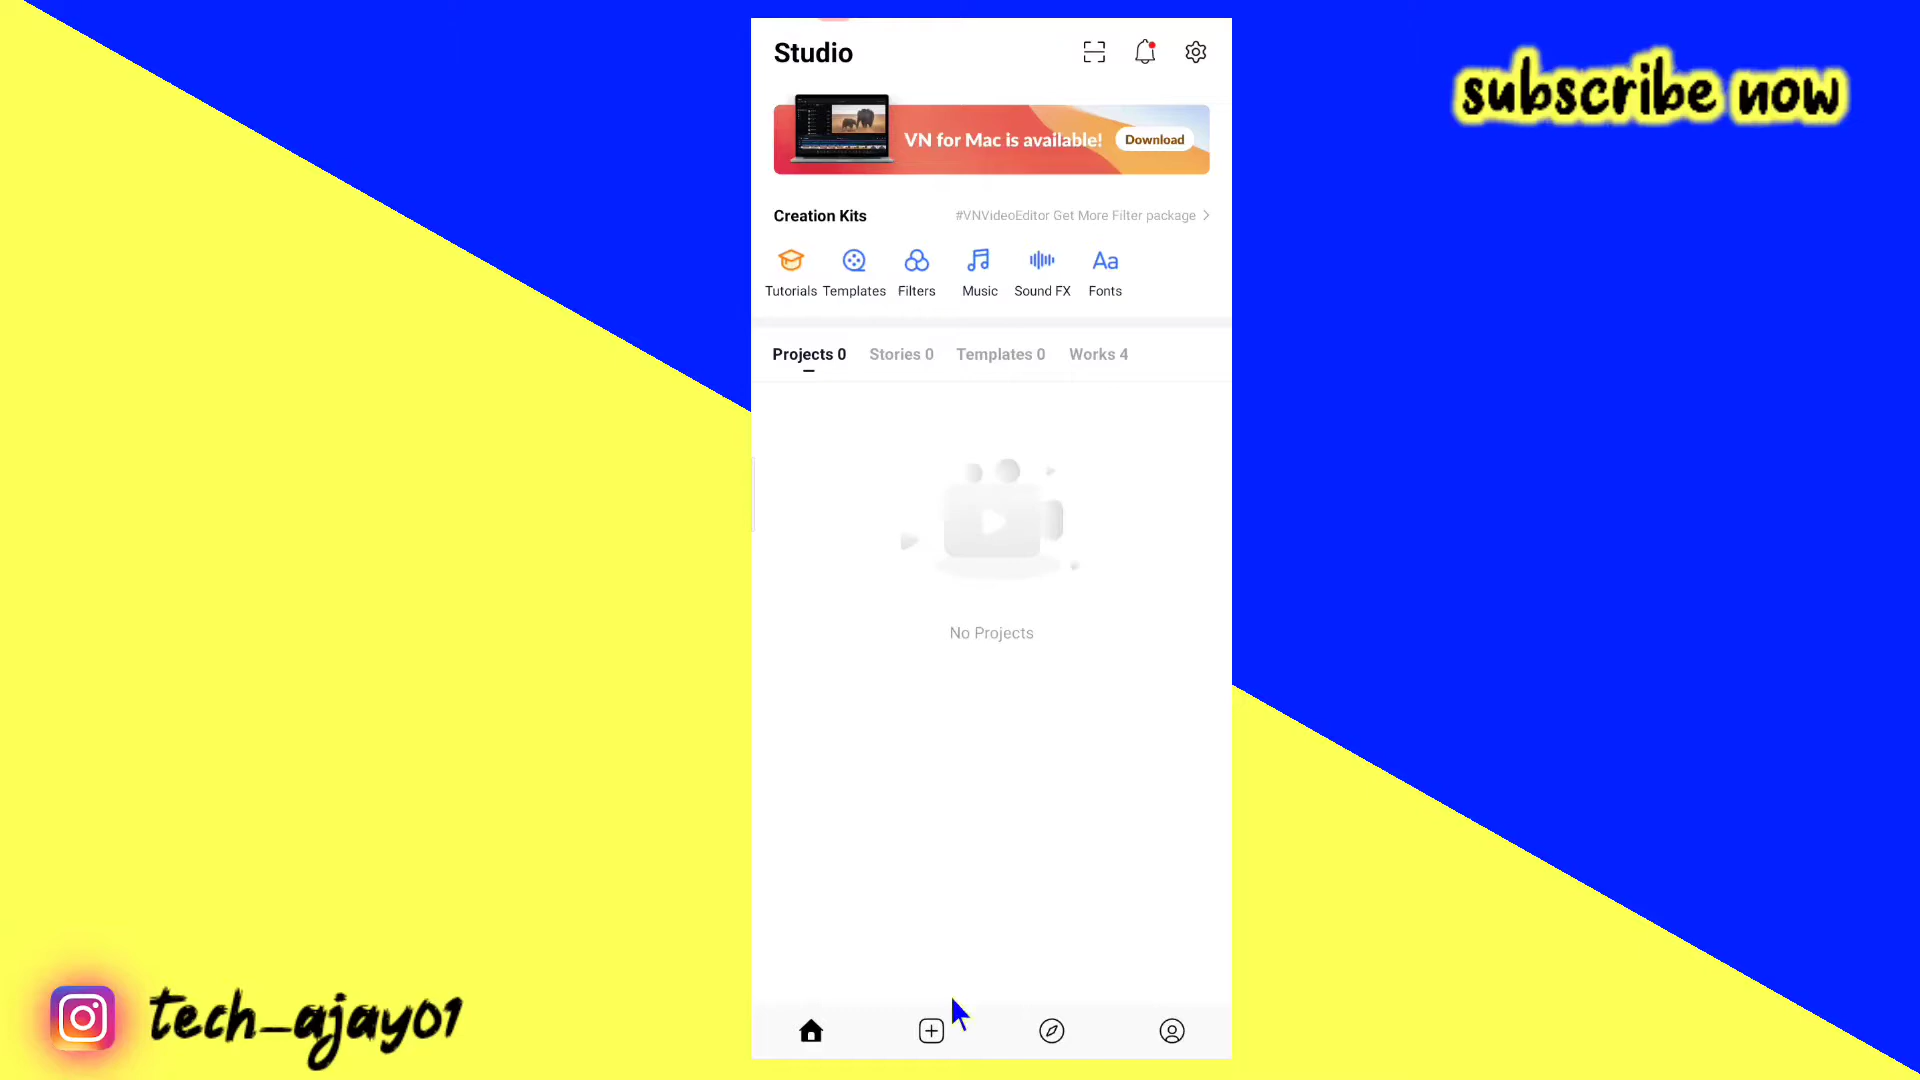 Studio
subscribe now
VN for Mac is available! Download
Creation Kits #VNVideoEditor Get More Filter package
Tutorials Templates Filters Music Sound FX Fonts
Aa
Projects 0 Stories 0 Templates 0 Works 4
No Projects
tech_ajay01